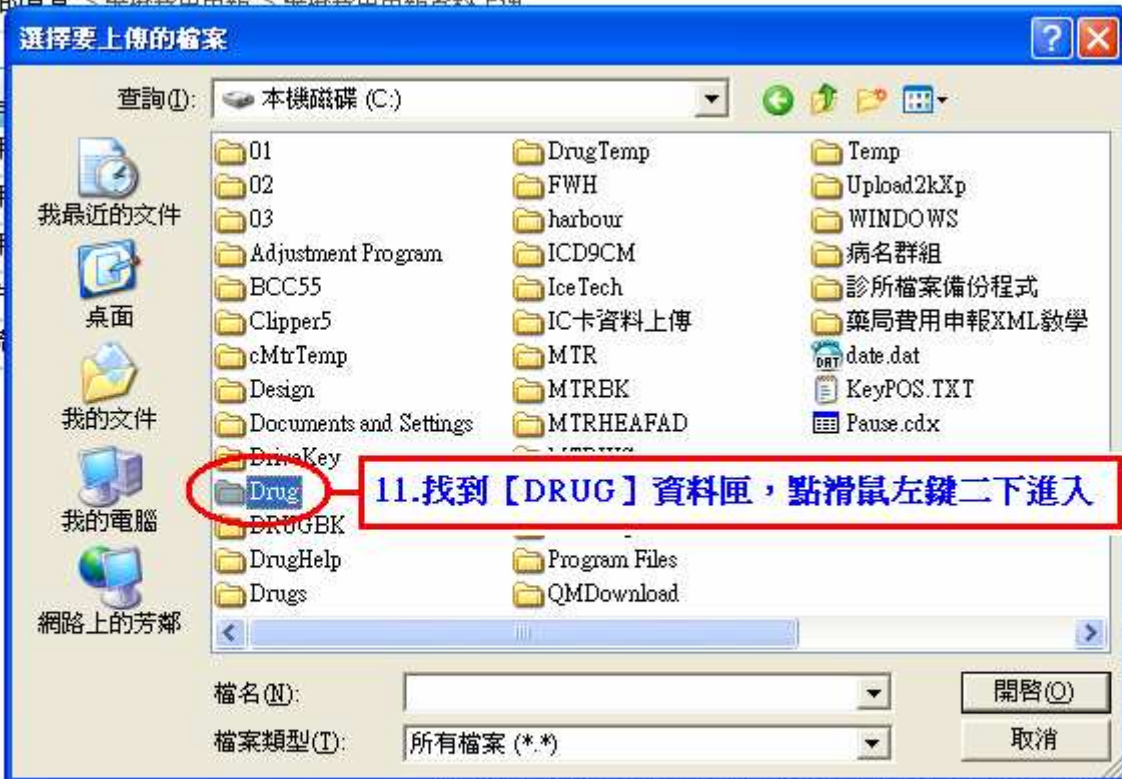 選擇要上傳的檔案
查詢(I):
本機磁碟 (C:)
我最近的文件
桌面
我的文件
我的電腦
網路上的芳鄰
01
02
03
Adjustment Program
BCC55
Clipper5
cMtrTemp
Design
Documents and Settings
DriveKey
Drug
DRUGBK
DrugHelp
Drugs
DrugTemp
FWH
harbour
ICD9CM
IceTech
IC卡資料上傳
MTR
MTRBK
MTRHEAFAD
Program Files
QMDownload
Temp
Upload2kXp
WINDOWS
病名群組
診所檔案備份程式
藥局費用申報XML教學
date.dat
KeyPOS.TXT
Pause.cdx
11.找到【DRUG】資料匣，點滑鼠左鍵二下進入
檔名(N):
開啓(O)
檔案類型(T):
所有檔案 (*.*)
取消